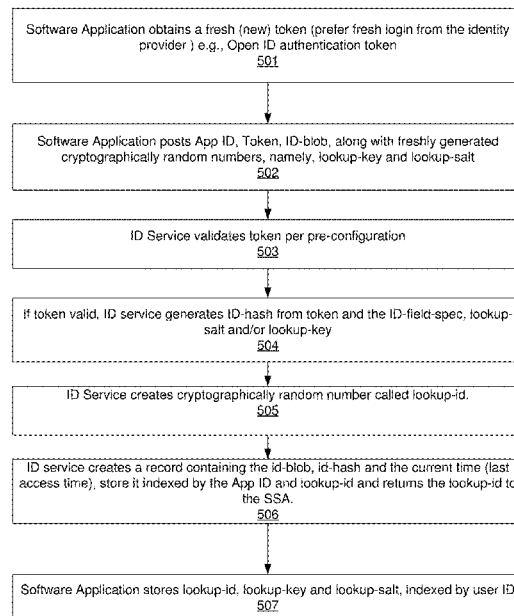 Software Application obtains a fresh (new) token (prefer fresh login from the identity
provider ) e.g., Open ID authentication token
501
Software Application posts App ID, Token, ID-blob, along with freshly generated
cryptographically random numbers, namely, lookup-key and lookup-salt
502
ID Service validates token per pre-configuration
503
If token valid, ID service generates ID-hash from token and the ID-field-spec, lookup-
salt and/or lookup-key
504
ID Service creates cryptographically random number called lookup-id.
505
ID service creates a record containing the id-blob, id-hash and the current time (last
access time), store it indexed by the App ID and lookup-id and returns the lookup-id to
the SSA.
506
Software Application stores lookup-id, lookup-key and lookup-salt, indexed by user ID
507